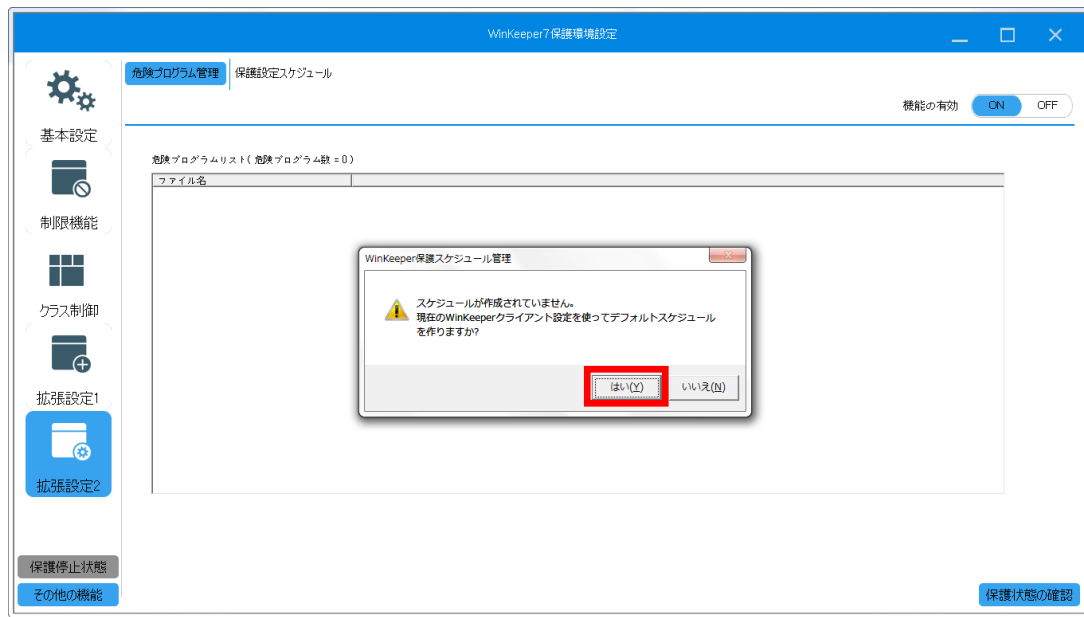 WinKeeper7保護環境設定
基本設定
制限機能
クラス制御
拡張設定1
拡張設定2
保護停止状態
その他の機能
危険プログラム管理
保護設定スケジュール
機能の有効 ON OFF
危険プログラムリスト( 危険プログラム数 = 0 )
ファイル名
WinKeeper保護スケジュール管理
スケジュールが作成されていません。
現在のWinKeeperクライアント設定を使ってデフォルトスケジュール
を作りますか?
はい(Y) いいえ(N)
保護状態の確認